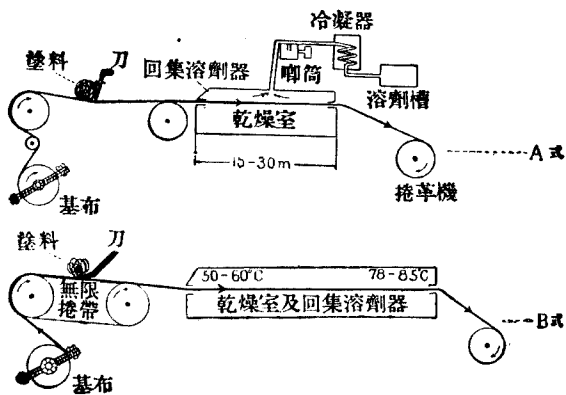 冷凝器
刀
塗料
回集溶劑器
唧筒
溶劑槽
乾燥室
15-30m
A式
捲革機
基布
塗料
刀
無限
捲帶
50-60°C
78-85°C
乾燥室及回集溶劑器
B式
基布